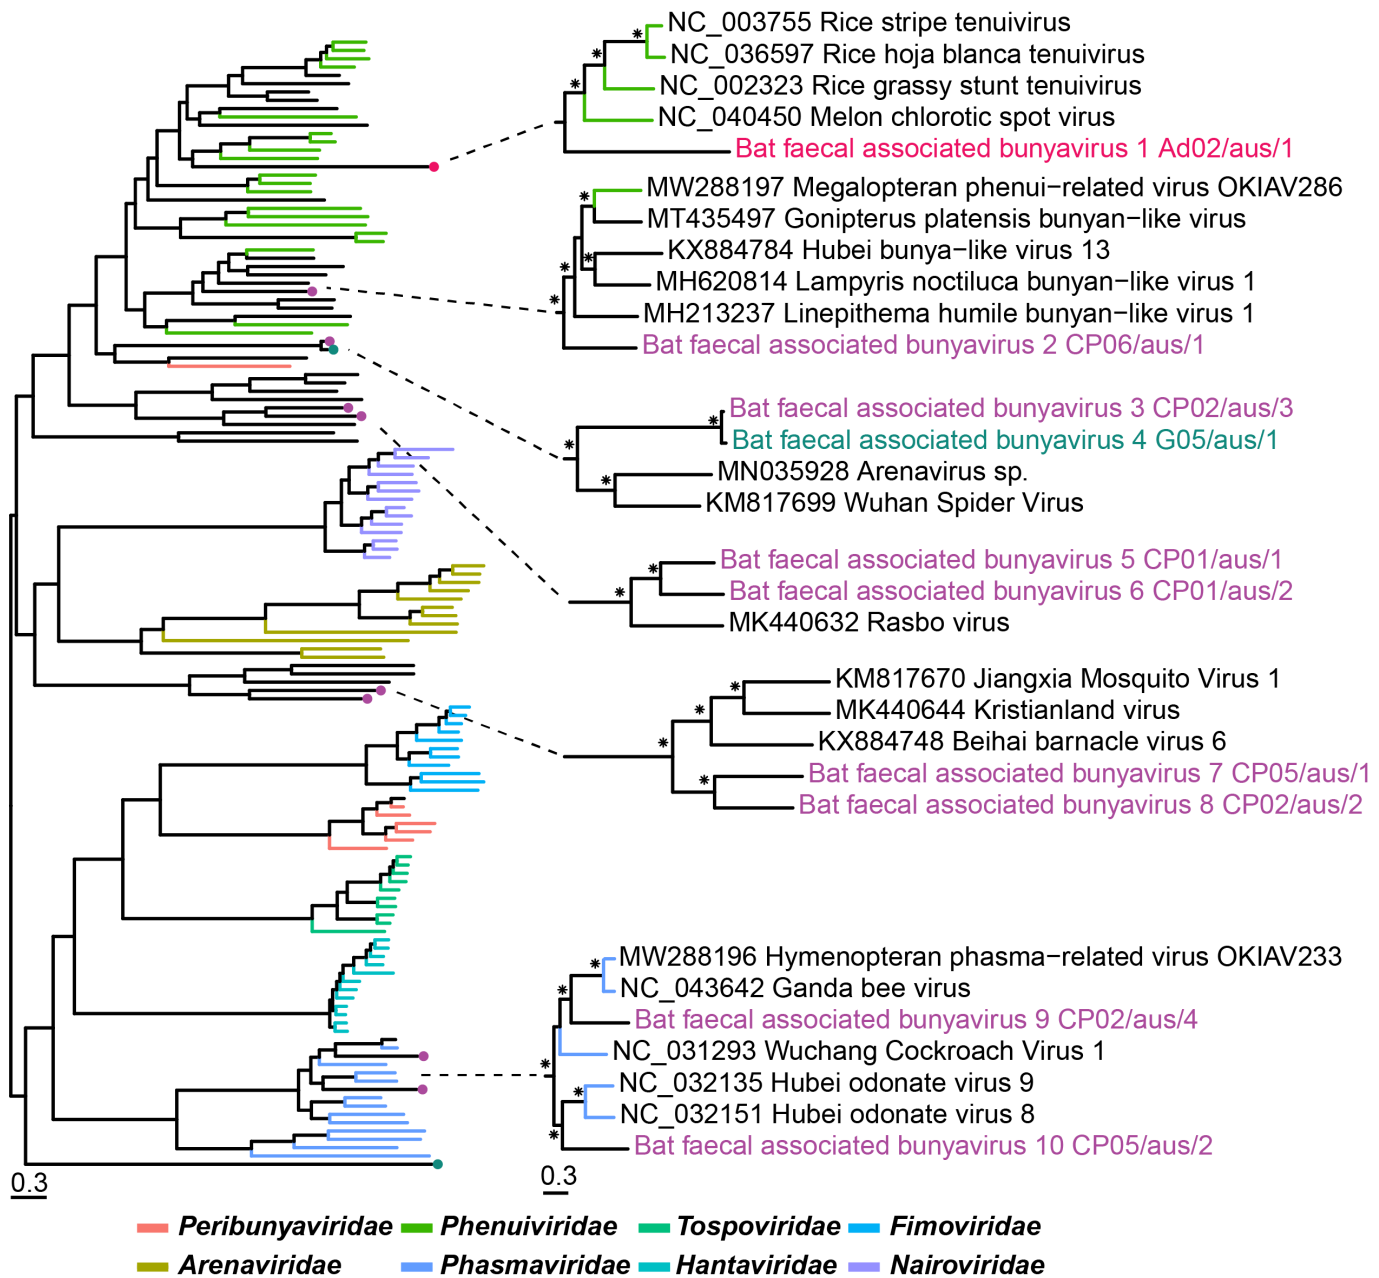 NC_003755 Rice stripe tenuivirus
NC_036597 Rice hoja blanca tenuivirus
NC_002323 Rice grassy stunt tenuivirus
NC_040450 Melon chlorotic spot virus
Bat faecal associated bunyavirus 1 Ad02/aus/1
MW288197 Megalopteran phenui−related virus OKIAV286
MT435497 Gonipterus platensis bunyan−like virus
KX884784 Hubei bunya−like virus 13
MH620814 Lampyris noctiluca bunyan−like virus 1
MH213237 Linepithema humile bunyan−like virus 1
Bat faecal associated bunyavirus 2 CP06/aus/1
Bat faecal associated bunyavirus 3 CP02/aus/3
Bat faecal associated bunyavirus 4 G05/aus/1
MN035928 Arenavirus sp.
KM817699 Wuhan Spider Virus
Bat faecal associated bunyavirus 5 CP01/aus/1
Bat faecal associated bunyavirus 6 CP01/aus/2
MK440632 Rasbo virus
KM817670 Jiangxia Mosquito Virus 1
MK440644 Kristianland virus
KX884748 Beihai barnacle virus 6
Bat faecal associated bunyavirus 7 CP05/aus/1
Bat faecal associated bunyavirus 8 CP02/aus/2
MW288196 Hymenopteran phasma−related virus OKIAV233
NC_043642 Ganda bee virus
Bat faecal associated bunyavirus 9 CP02/aus/4
NC_031293 Wuchang Cockroach Virus 1
NC_032135 Hubei odonate virus 9
NC_032151 Hubei odonate virus 8
Bat faecal associated bunyavirus 10 CP05/aus/2
0.3 0.3
Peribunyaviridae Phenuiviridae Tospoviridae Fimoviridae
Arenaviridae Phasmaviridae Hantaviridae Nairoviridae